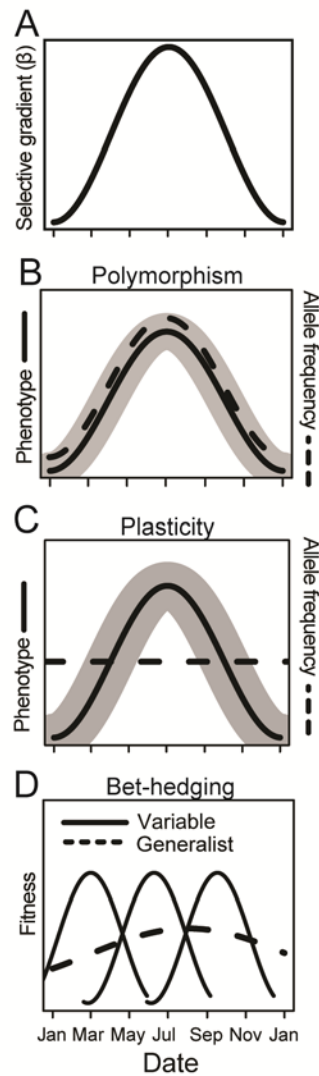 A
Selective gradient (β)
B
Polymorphism
Phenotype
Allele frequency
C
Plasticity
Phenotype
Allele frequency
D
Bet-hedging
Variable
Generalist
Fitness
Jan Mar May Jul Sep Nov Jan
Date